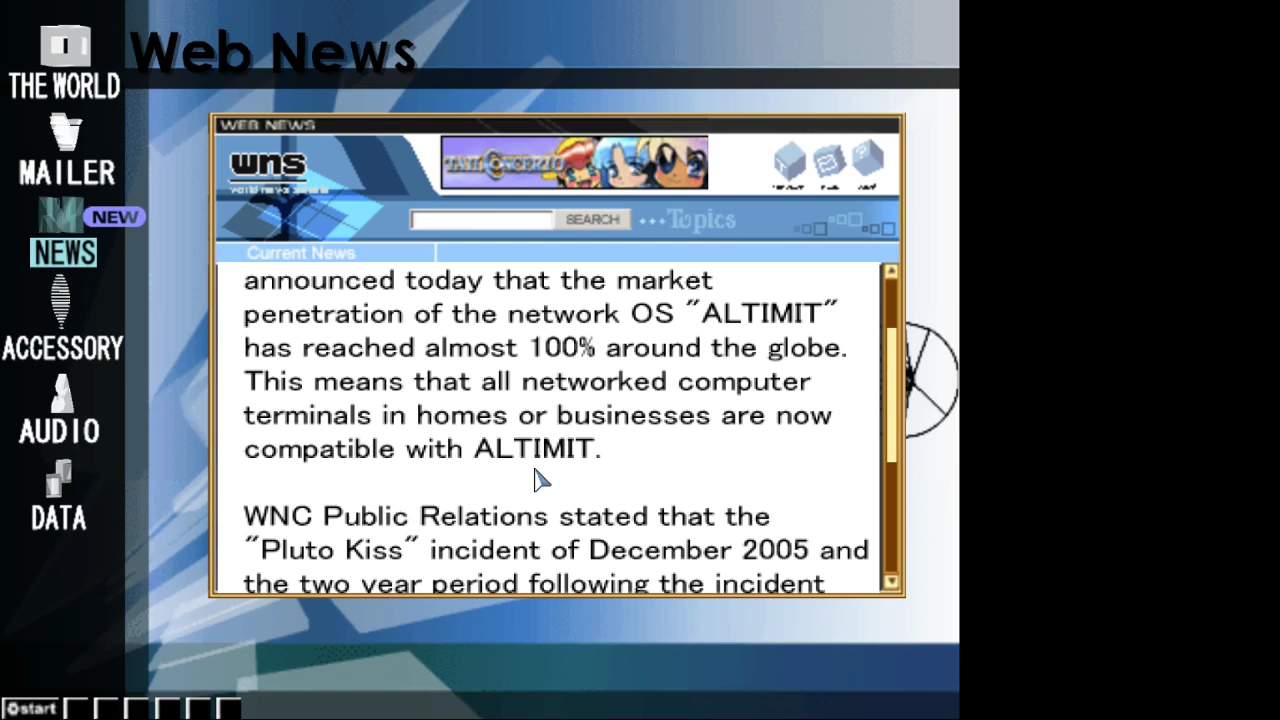 Web News
THE WORLD
MAILER
NEW
NEWS
ACCESSORY
AUDIO
DATA
start
WEB NEWS
wns
SEARCH
Topics
Current News
announced today that the market
penetration of the network OS "ALTIMIT"
has reached almost 100% around the globe.
This means that all networked computer
terminals in homes or businesses are now
compatible with ALTIMIT.
WNC Public Relations stated that the
"Pluto Kiss" incident of December 2005 and
the two year period following the incident